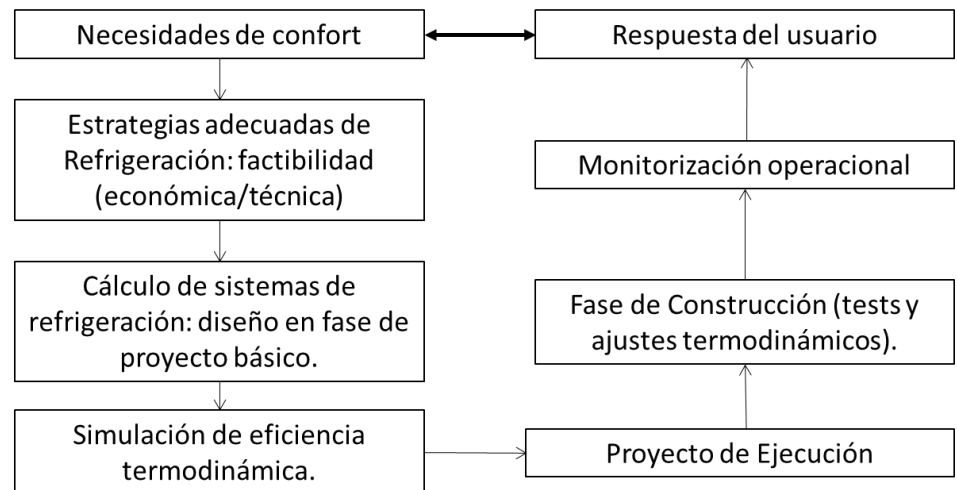 Necesidades de confort
Respuesta del usuario
Estrategias adecuadas de
Refrigeración: factibilidad
(económica/técnica)
Monitorización operacional
Cálculo de sistemas de
refrigeración: diseño en fase de
proyecto básico.
Fase de Construcción (tests y
ajustes termodinámicos).
Simulación de eficiencia
termodinámica.
Proyecto de Ejecución